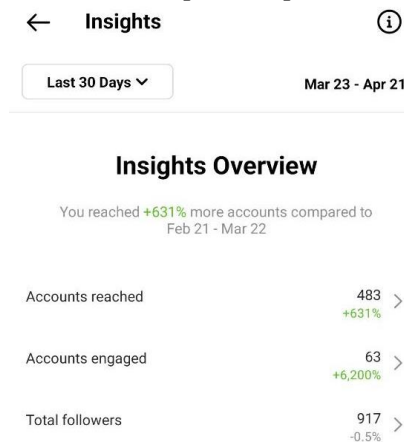 Insights
Last 30 Days
Mar 23 - Apr 21
Insights Overview
You reached +631% more accounts compared to
Feb 21 - Mar 22
Accounts reached
483
+631%
Accounts engaged
63
+6,200%
Total followers
917
-0.5%